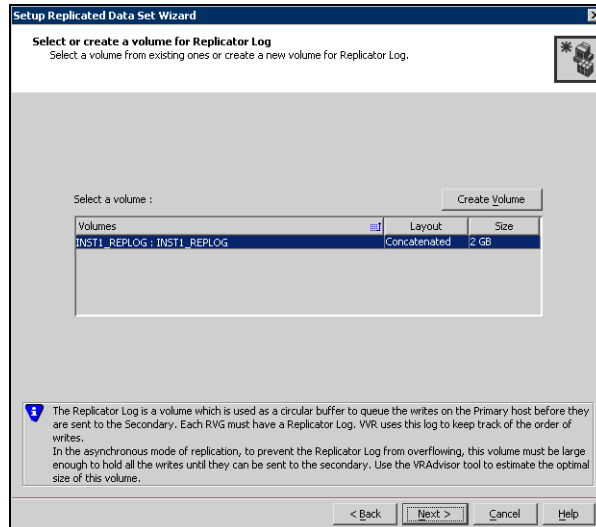 Setup Replicated Data Set Wizard
Select or create a volume for Replicator Log
Select a volume from existing ones or create a new volume for Replicator Log.
Select a volume :
Create Volume
Volumes Layout Size
INST1_REPLOG : INST1_REPLOG Concatenated 2 GB
The Replicator Log is a volume which is used as a circular buffer to queue the writes on the Primary host before they
are sent to the Secondary. Each RVG must have a Replicator Log. VVR uses this log to keep track of the order of
writes.
In the asynchronous mode of replication, to prevent the Replicator Log from overflowing, this volume must be large
enough to hold all the writes until they can be sent to the secondary. Use the VRAdvisor tool to estimate the optimal
size of this volume.
< Back Next > Cancel Help